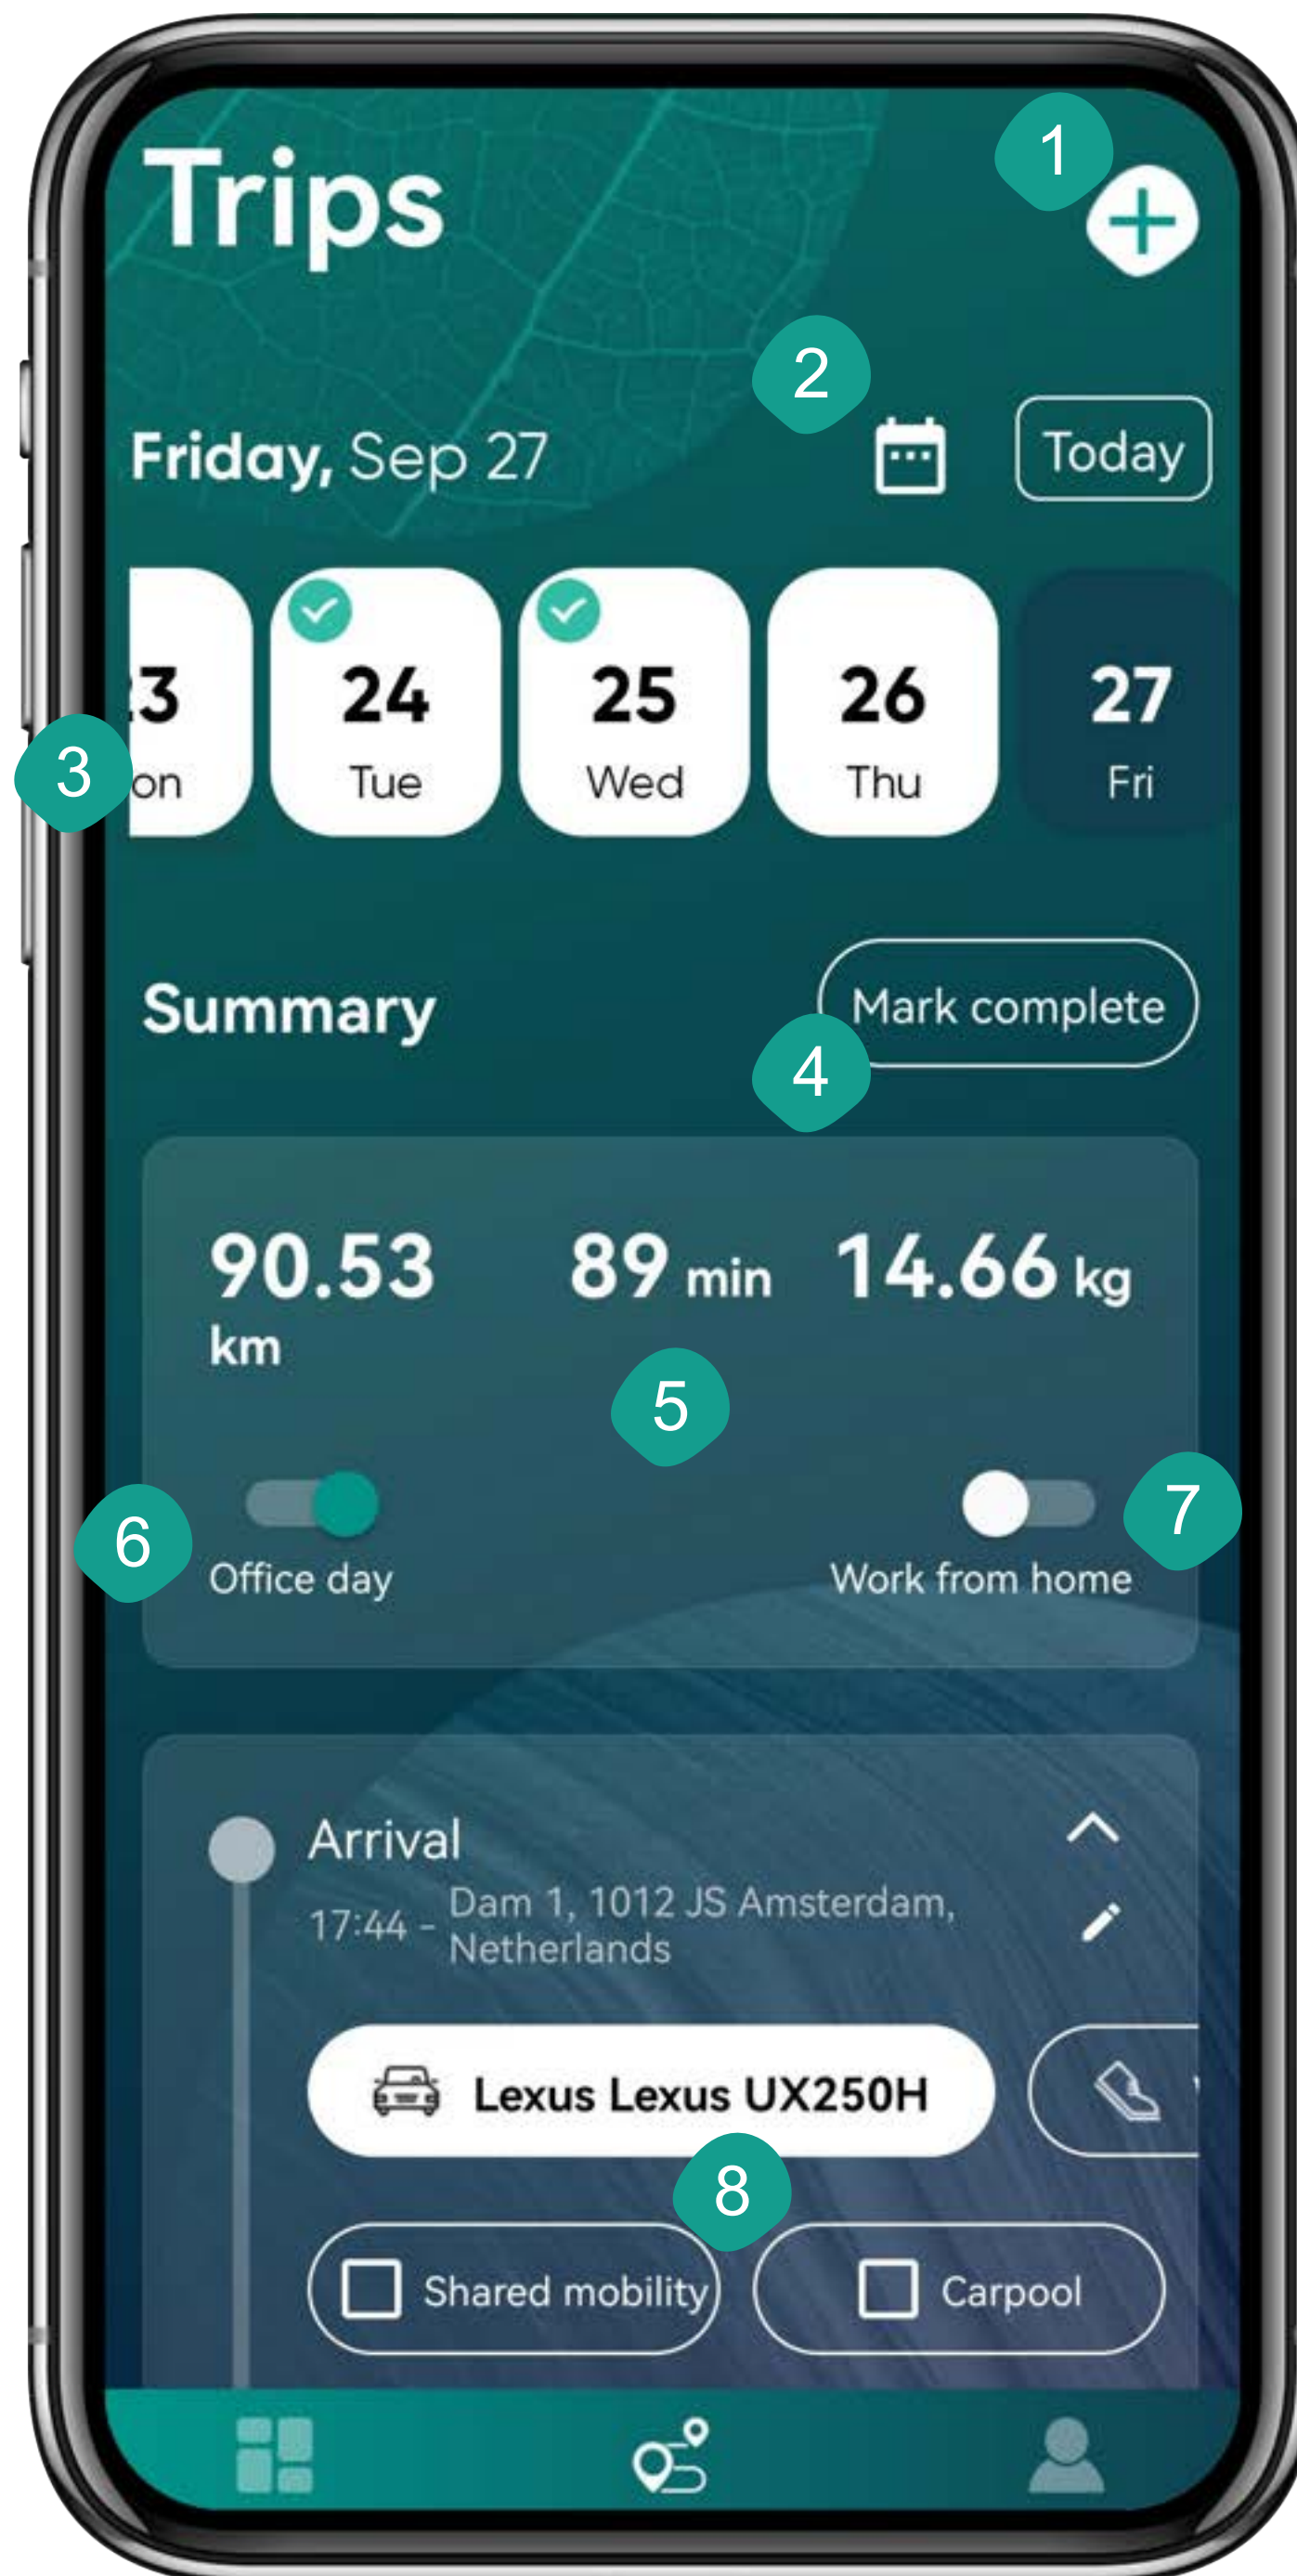 Trips
1
2
Friday, Sep 27
Today
3
24
25
26
27
3
on
Tue
Wed
Thu
Fri
Summary
Mark complete
4
90.53 89 min 14.66 kg
km
5
6
7
Office day
Work from home
Arrival
17:44 - Dam 1, 1012 JS Amsterdam,
Netherlands
Lexus Lexus UX250H
8
Shared mobility
Carpool